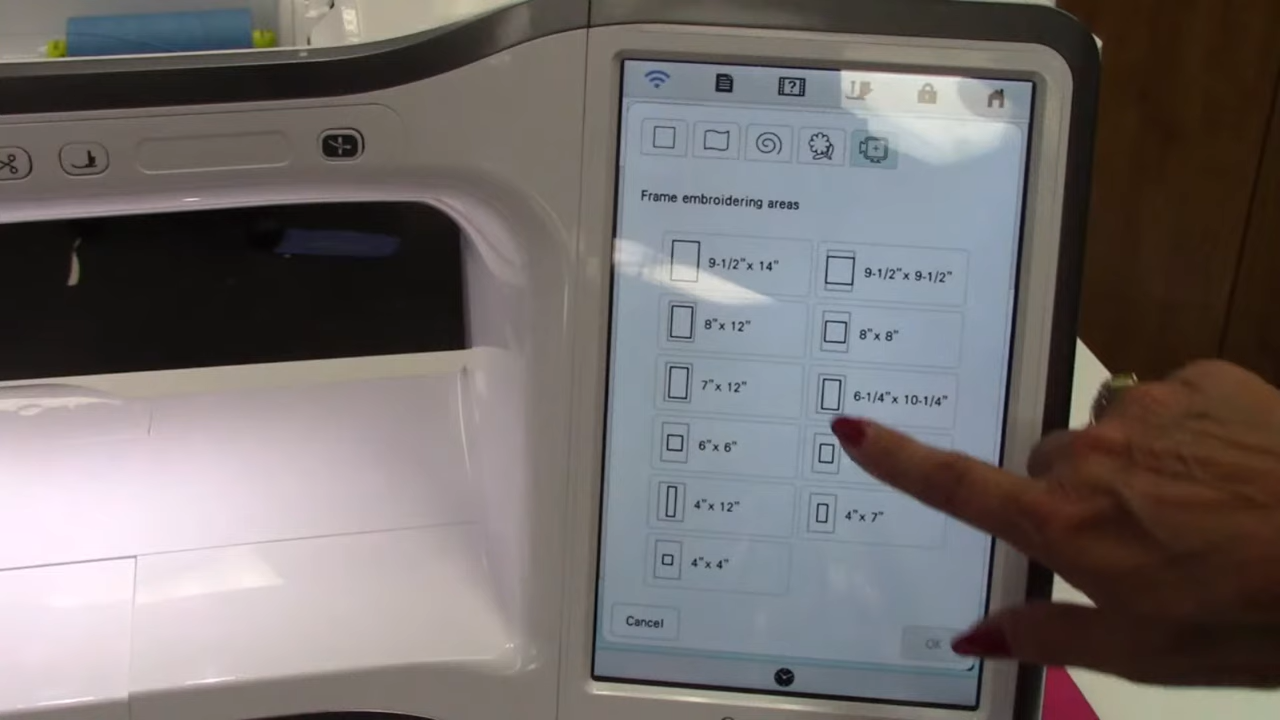 ?
Frame embroidering areas
9-1/2"x 14"
9-1/2"x 9-1/2"
8"x 12"
8"x 8"
7"x 12"
6-1/4"x 10-1/4"
6"x 6"
4"x 12"
4"x 7"
4"x 4"
Cancel
OK